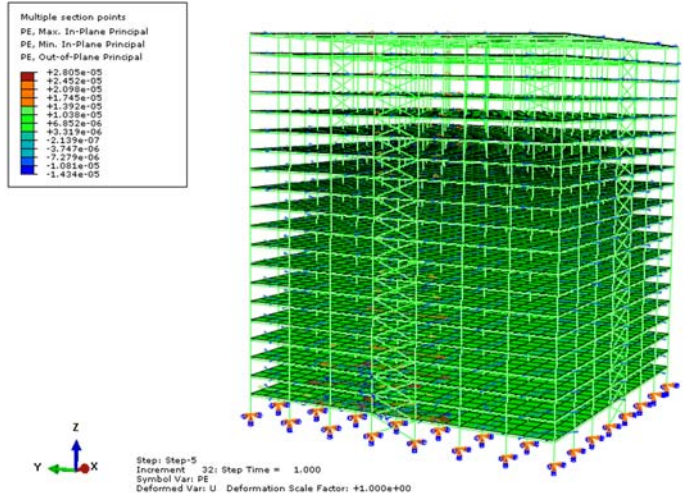 Multiple section points
PE, Max. In-Plane Principal
PE, Min. In-Plane Principal
PE, Out-of-Plane Principal
+2.805e-05
+2.452e-05
+2.098e-05
+1.745e-05
+1.392e-05
+1.038e-05
+6.852e-06
+3.319e-06
-2.139e-07
-3.747e-06
-7.279e-06
-1.081e-05
-1.434e-05
Z
Y
X
Step: Step-5
Increment 32: Step Time = 1.000
Symbol Var: PE
Deformed Var: U Deformation Scale Factor: +1.000e+00